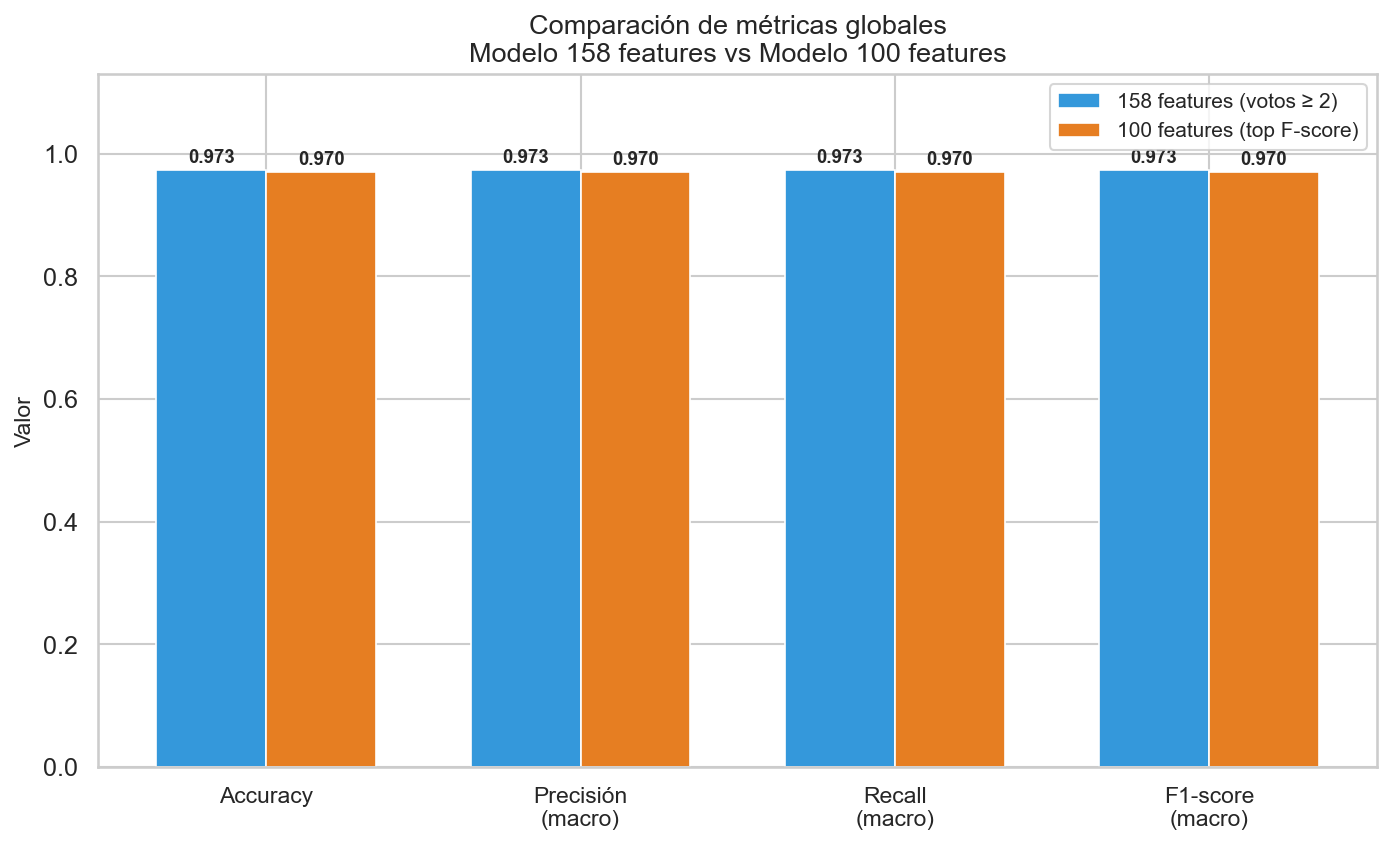 Comparación de métricas globales
Modelo 158 features vs Modelo 100 features
158 features (votos ≥ 2)
100 features (top F-score)
0.973 0.970 0.973 0.970 0.973 0.970 0.973 0.970
1.0
0.8
0.6
0.4
0.2
0.0
Valor
Accuracy Precisión Recall F1-score
(macro) (macro) (macro)